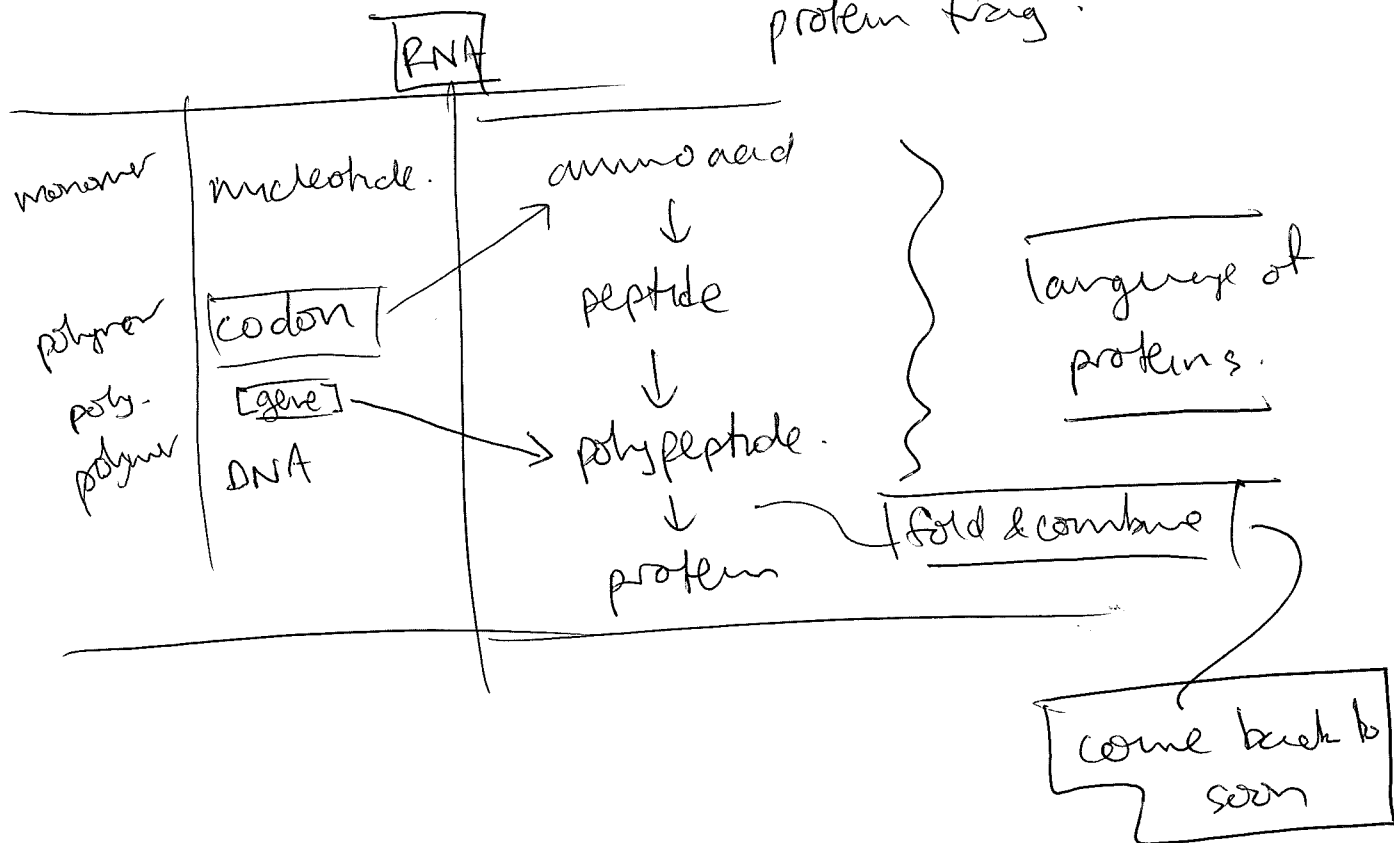 protein frag.
RNA
monomer nucleotide. amino acid
peptide
language of
proteins.
polymer codon
poly- [gene]
polypeptide.
polymer DNA
fold & combine
protein
come back to
soon